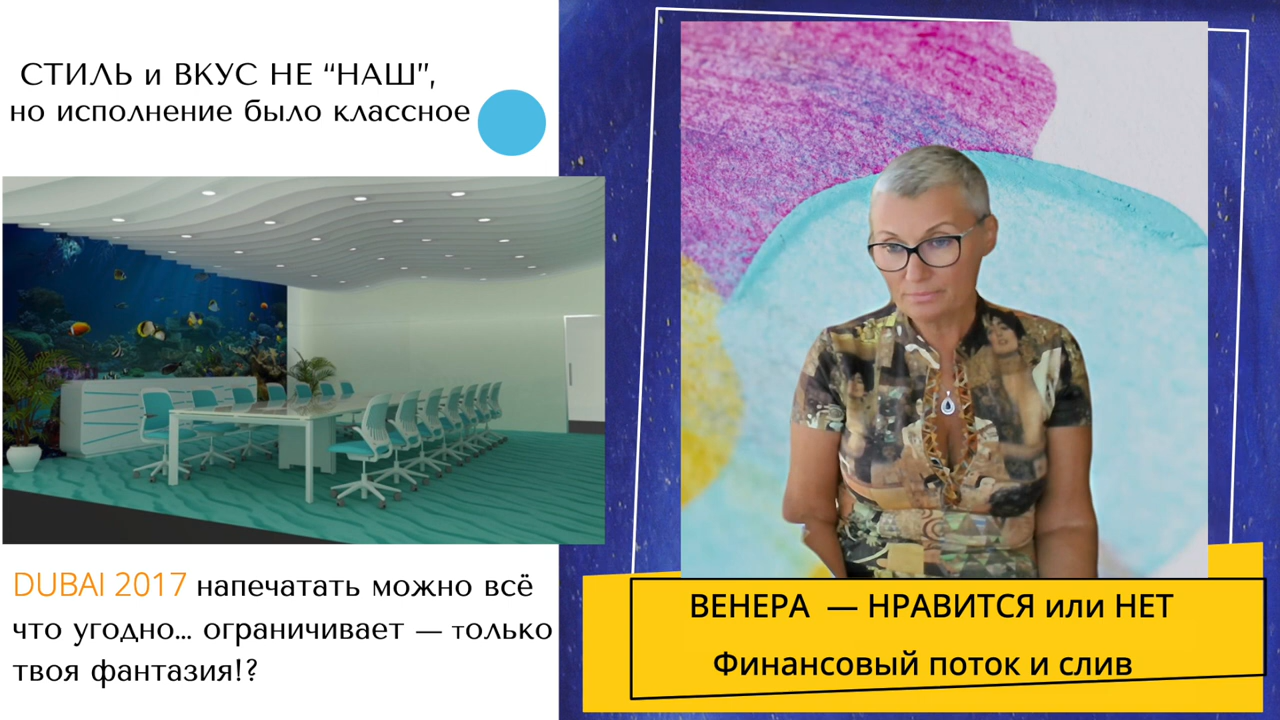 СТИЛЬ и ВКУС НЕ “НАШ”,
но исполнение было классное
DUBAI 2017 напечатать можно всё
что угодно... ограничивает — только
твоя фантазия!?
ВЕНЕРА — НРАВИТСЯ или НЕТ
Финансовый поток и слив